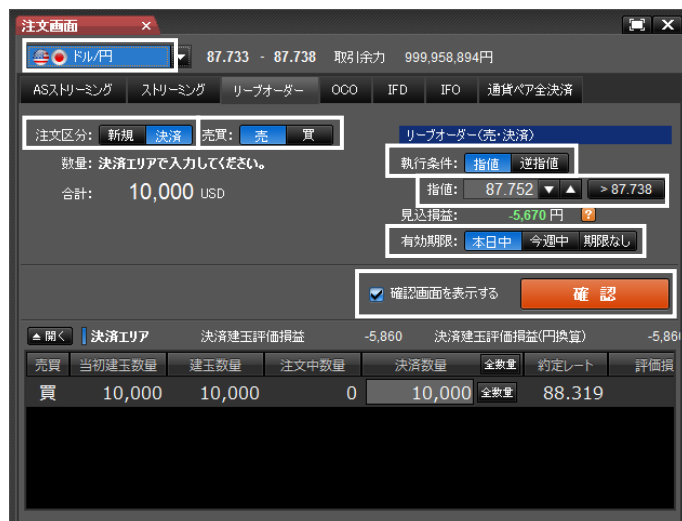 注文画面 ×
ドル/円 87.733 - 87.738 取引余力 999,958,894円
ASストリーミング ストリーミング リーブオーダー OCO IFD IFO 通貨ペア全決済
注文区分: 新規 決済 売買: 売 買 リーブオーダー(売・決済)
数量: 決済エリアで入力してください。 執行条件: 指値 逆指値
合計: 10,000 USD 指値: 87.752 ▼ ▲ >87.738
見込損益: -5,670 円 ?
有効期限: 本日中 今週中 期限なし
確認画面を表示する 確認
▲開く 決済エリア 決済建玉評価損益 -5,860 決済建玉評価損益(円換算) -5,86
売買 当初建玉数量 建玉数量 注文中数量 決済数量 全数量 約定レート 評価損
買 10,000 10,000 0 10,000 全数量 88.319